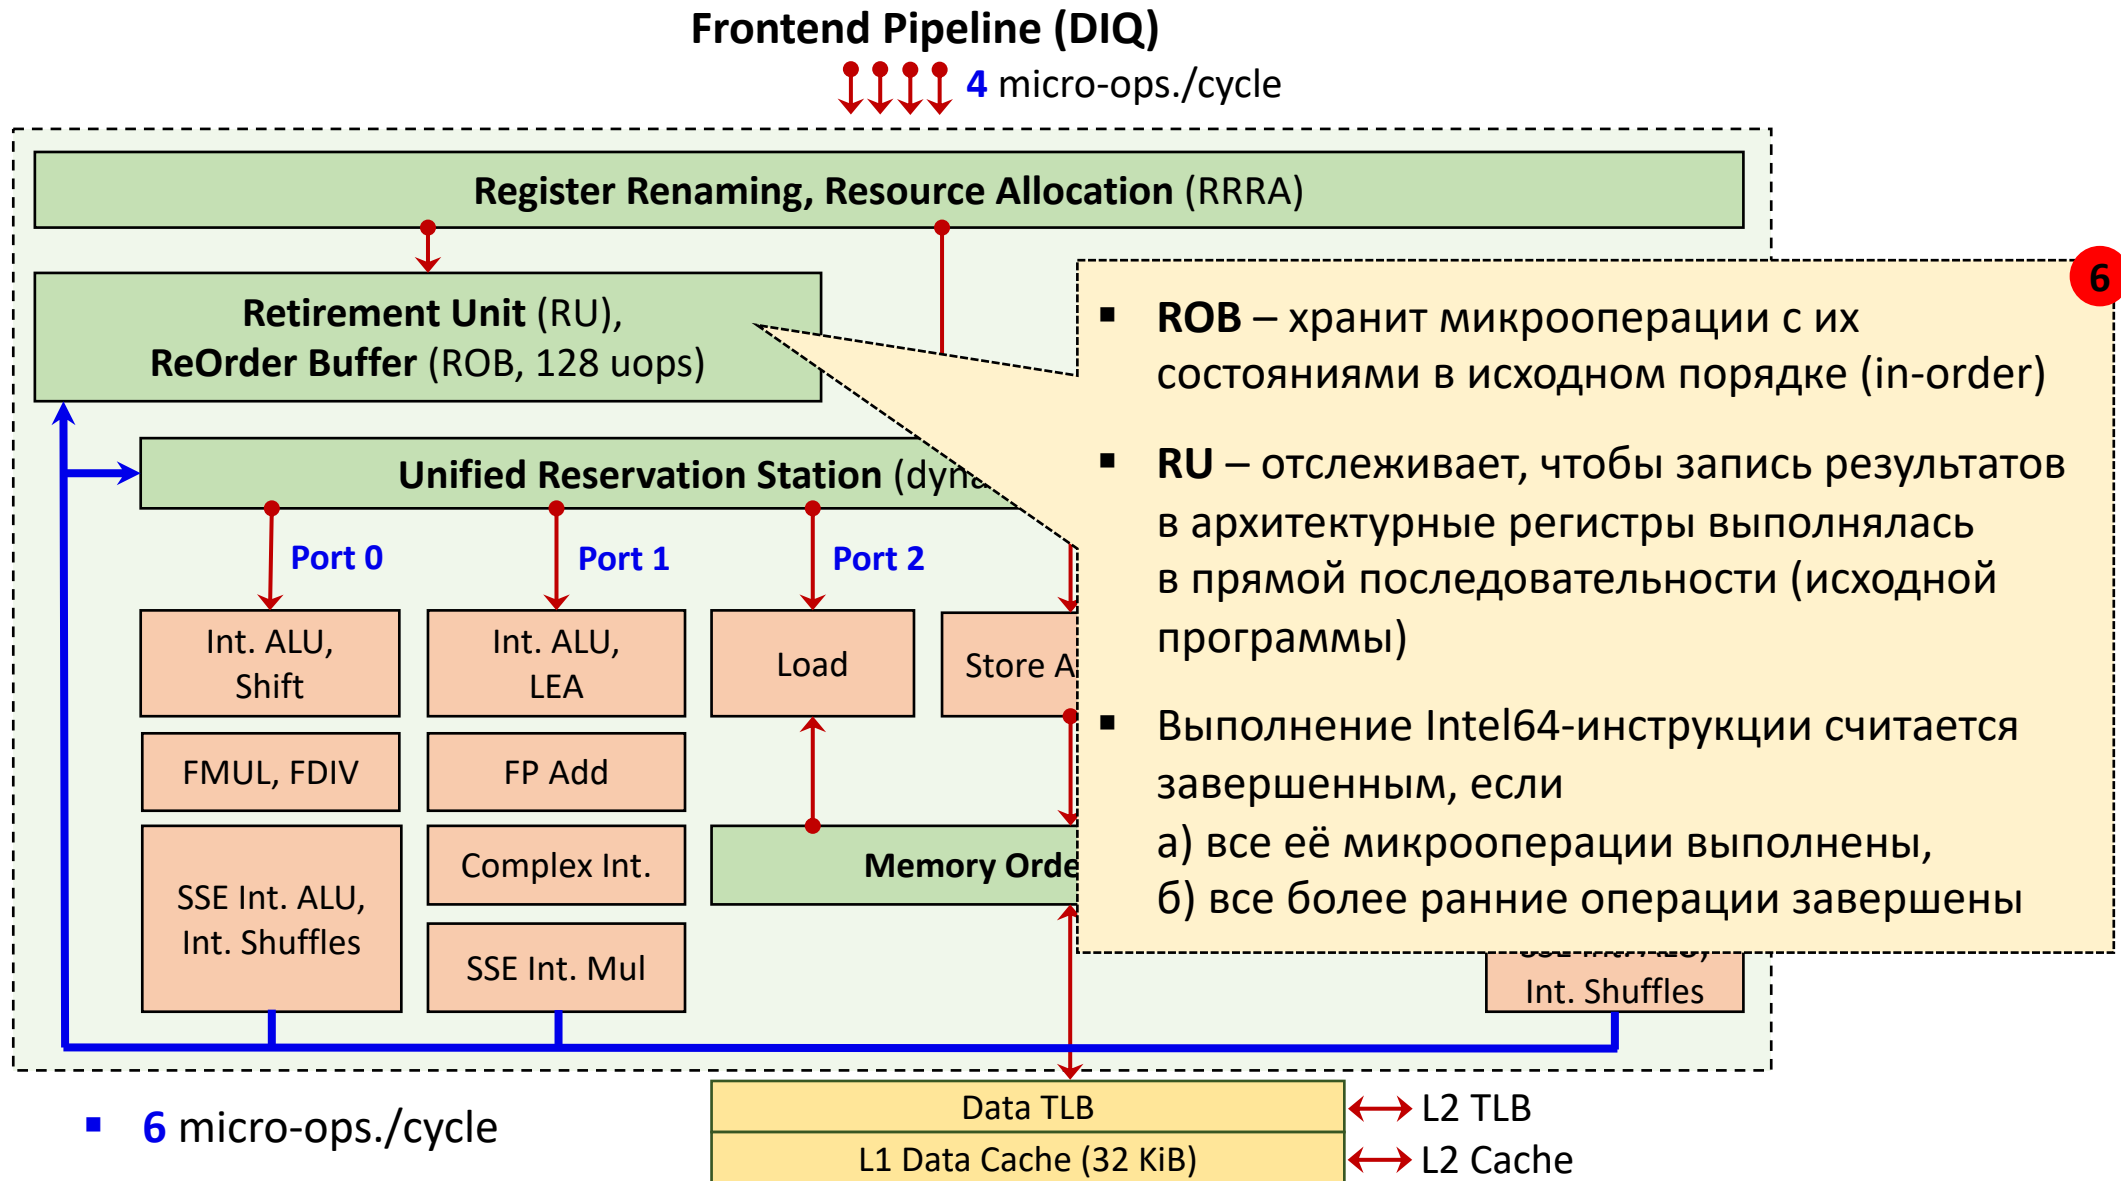 Frontend Pipeline (DIQ)
4 micro-ops./cycle
Register Renaming, Resource Allocation (RRRA)
Retirement Unit (RU),
ReOrder Buffer (ROB, 128 uops)
6
▪ ROB – хранит микрооперации с их
состояниями в исходном порядке (in-order)
▪ RU – отслеживает, чтобы запись результатов
в архитектурные регистры выполнялась
в прямой последовательности (исходной
программы)
▪ Выполнение Intel64-инструкции считается
завершенным, если
а) все её микрооперации выполнены,
б) все более ранние операции завершены
Unified Reservation Station
Port 0
Port 1
Port 2
Int. ALU,
Shift
Int. ALU,
LEA
Load
Store
FMUL, FDIV
FP Add
SSE Int. ALU,
Int. Shuffles
Complex Int.
SSE Int. Mul
Memory
Int. Shuffles
▪ 6 micro-ops./cycle
Data TLB
L2 TLB
L1 Data Cache (32 KiB)
L2 Cache